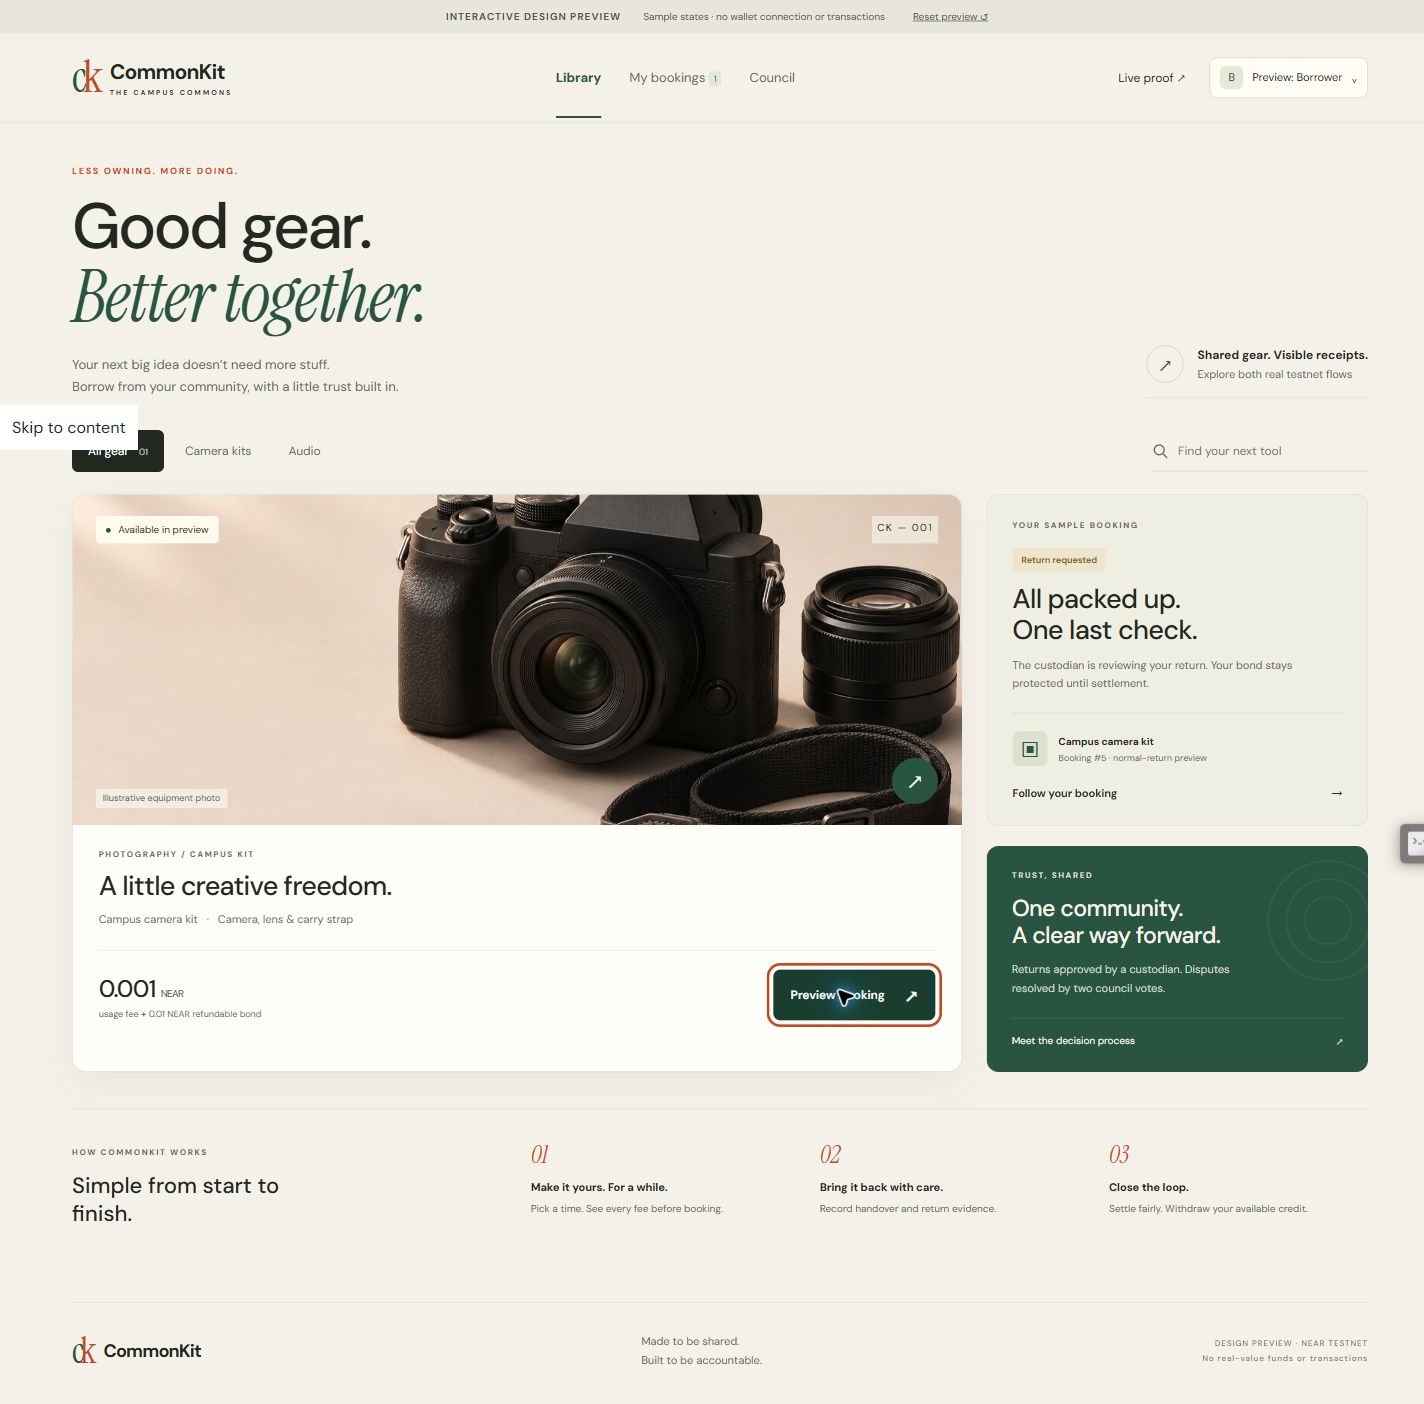 INTERACTIVE DESIGN PREVIEW Sample states · no wallet connection or transactions Reset preview ↺
ck CommonKit
THE CAMPUS COMMONS
Library My bookings 1 Council
Live proof ↗
B Preview: Borrower v
LESS OWNING. MORE DOING.
Good gear.
Better together.
Your next big idea doesn’t need more stuff.
Borrow from your community, with a little trust built in.
↗ Shared gear. Visible receipts.
Explore both real testnet flows
Skip to content
All gear 01 Camera kits Audio
Find your next tool
Available in preview
CK — 001
Illustrative equipment photo
↗
PHOTOGRAPHY / CAMPUS KIT
A little creative freedom.
Campus camera kit · Camera, lens & carry strap
0.001 NEAR
usage fee + 0.01 NEAR refundable bond
Preview oking ↗
YOUR SAMPLE BOOKING
Return requested
All packed up.
One last check.
The custodian is reviewing your return. Your bond stays
protected until settlement.
Campus camera kit
Booking #5 · normal-return preview
Follow your booking →
TRUST, SHARED
One community.
A clear way forward.
Returns approved by a custodian. Disputes
resolved by two council votes.
Meet the decision process ↗
HOW COMMONKIT WORKS
Simple from start to
finish.
01
Make it yours. For a while.
Pick a time. See every fee before booking.
02
Bring it back with care.
Record handover and return evidence.
03
Close the loop.
Settle fairly. Withdraw your available credit.
ck CommonKit
Made to be shared.
Built to be accountable.
DESIGN PREVIEW · NEAR TESTNET
No real-value funds or transactions